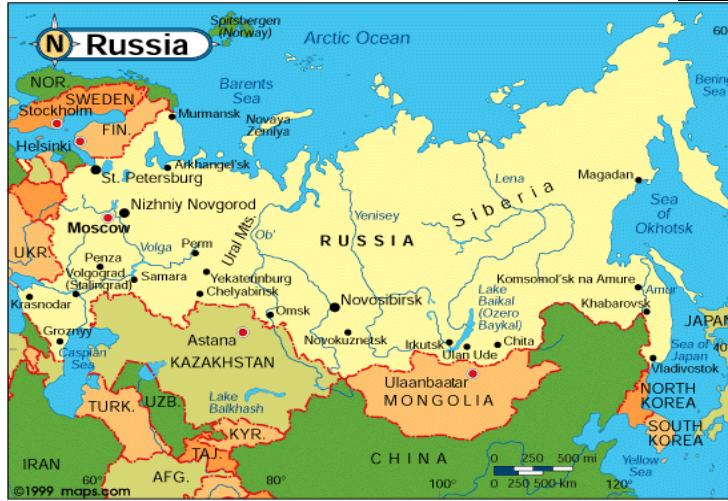 Spitsbergen
(Norway)
N
Russia
Arctic Ocean
60
NOR.
Barents
Sea
Bering
Sea
SWEDEN
Stockholm
Murmansk
Novaya
Zemlya
FIN.
Helsinki
Arkhangel'sk
St. Petersburg
Lena
Magadan
Siberia
Nizhniy Novgorod
Yenisey
Sea
of
Okhotsk
Moscow
Ural Mts.
Ob'
RUSSIA
UKR.
Volga
Perm
Penza
Volgograd
(Stalingrad)
Samara
Yekaterinburg
Chelyabinsk
Komsomol'sk na Amure
Amur
Krasnodar
Omsk
Novosibirsk
Lake
Baikal
(Ozero
Baykal)
Khabarovsk
JAPAN
Groznyy
Astana
Novokuznetsk
Irkutsk
Chita
Ulan Ude
Sea of
Japan
40
Caspian
Sea
KAZAKHSTAN
Vladivostok
Ulaanbaatar
MONGOLIA
NORTH
KOREA
TURK.
UZB.
Lake
Balkhash
KYR.
SOUTH
KOREA
TAJ.
IRAN
CHINA
0 250 500 mi
0 250 500 km
Yellow
Sea
AFG.
60°
80°
100°
120°
©1999 maps.com